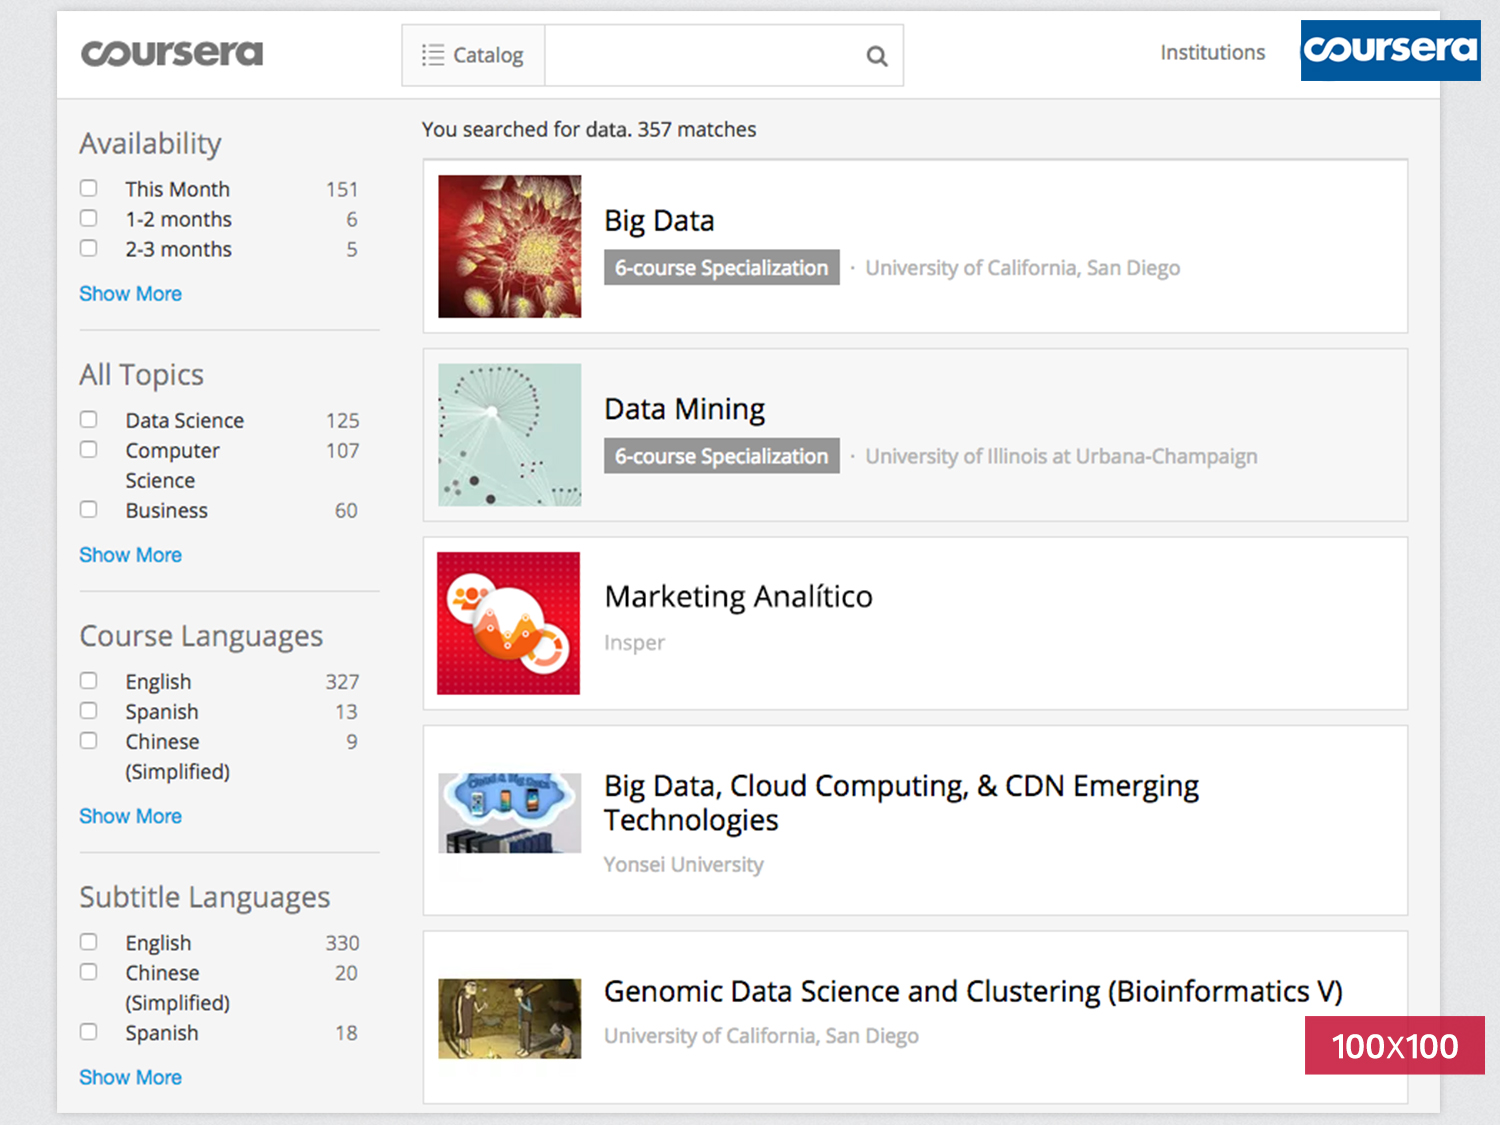 coursera
Catalog
Institutions
coursera
Availability
This Month 151
1-2 months 6
2-3 months 5
Show More
All Topics
Data Science 125
Computer 107
Science
Business 60
Show More
Course Languages
English 327
Spanish 13
Chinese 9
(Simplified)
Show More
Subtitle Languages
English 330
Chinese 20
(Simplified)
Spanish 18
Show More
You searched for data. 357 matches
Big Data
6-course Specialization · University of California, San Diego
Data Mining
6-course Specialization · University of Illinois at Urbana-Champaign
Marketing Analítico
Insper
Cloud & Big Data
Big Data, Cloud Computing, & CDN Emerging
Technologies
Yonsei University
Genomic Data Science and Clustering (Bioinformatics V)
University of California, San Diego
100X100